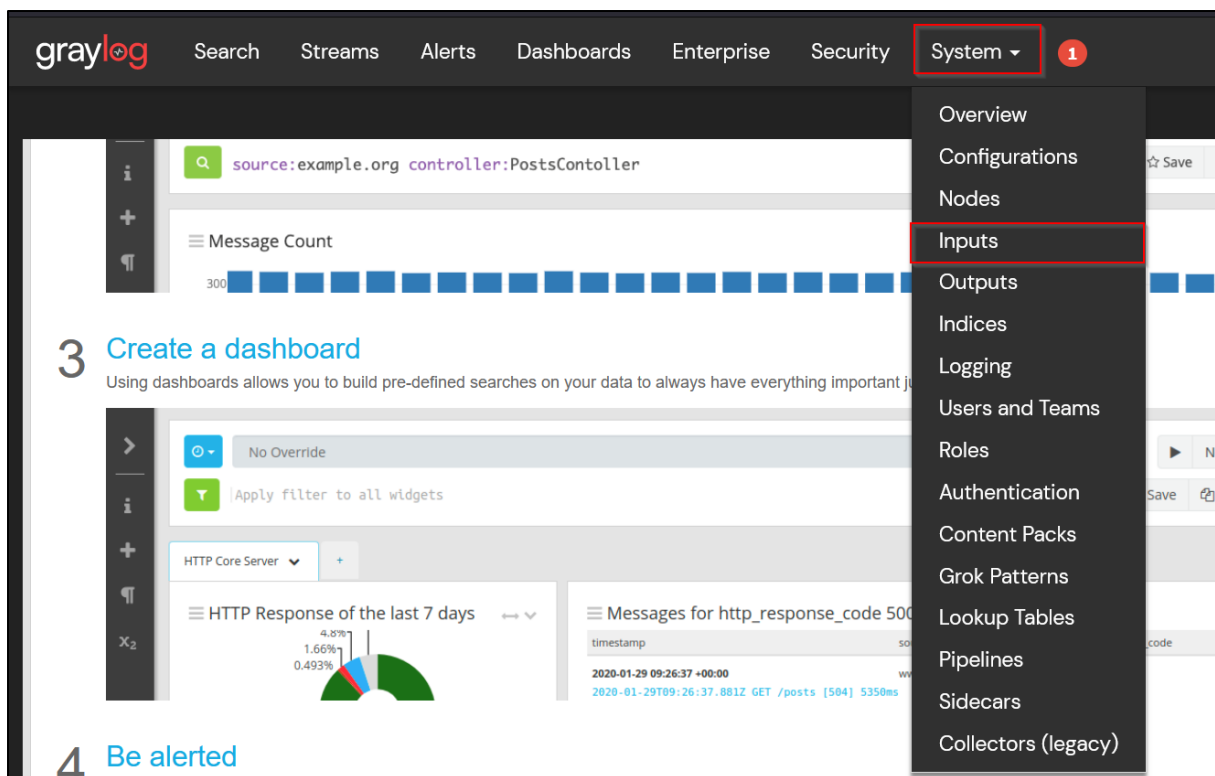 graylog Search Streams Alerts Dashboards Enterprise Security System 1
Overview
Configurations
Nodes
Inputs
Outputs
Indices
Logging
Users and Teams
Roles
Authentication
Content Packs
Grok Patterns
Lookup Tables
Pipelines
Sidecars
Collectors (legacy)
source:example.org controller:PostsContoller
Save
Message Count
300
3 Create a dashboard
Using dashboards allows you to build pre-defined searches on your data to always have everything important
No Override
Apply filter to all widgets
Save
HTTP Core Server +
HTTP Response of the last 7 days
4.8%
1.66%
0.493%
Messages for http_response_code 500
timestamp
_code
2020-01-29 09:26:37 +00:00
2020-01-29T09:26:37.881Z GET /posts [504] 5350ms
4 Be alerted